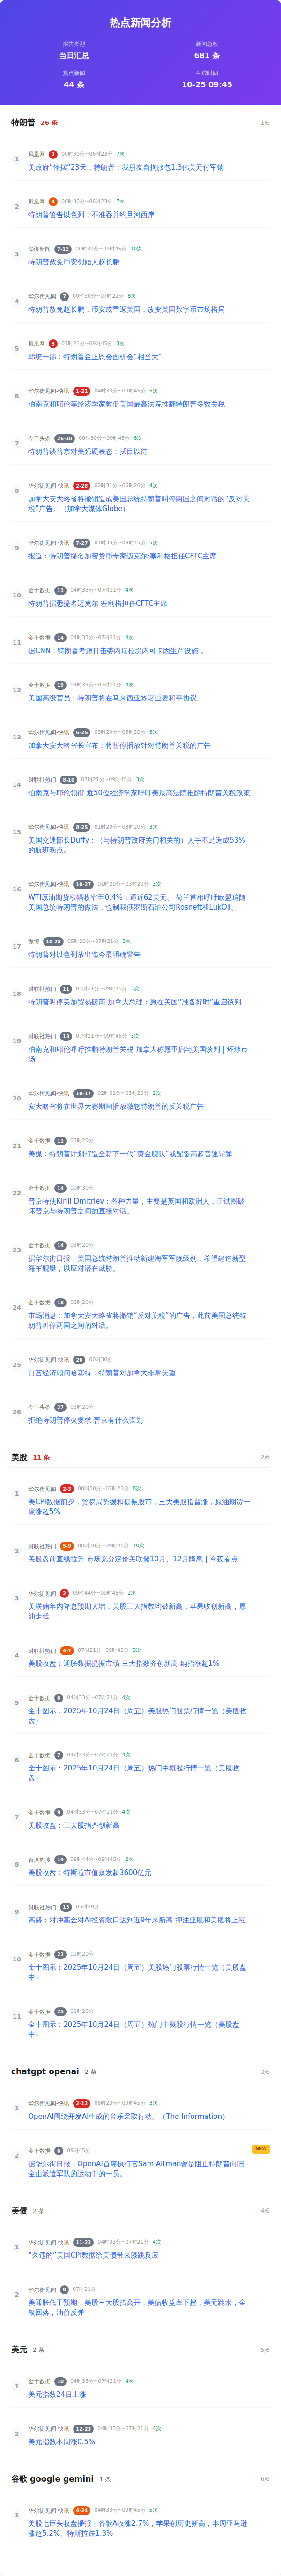 热点新闻分析
报告类型
当日汇总
新闻总数
681 条
热点新闻
44 条
生成时间
10-25 09:45
特朗普 26 条 1/6
1
凤凰网 2 00时30分~06时23分 7次
美政府“停摆”23天，特朗普：我朋友自掏腰包1.3亿美元付军饷
2
凤凰网 4 00时30分~06时23分 7次
特朗普警告以色列：不准吞并约旦河西岸
3
澎湃新闻 7-12 00时30分~09时45分 10次
特朗普赦免币安创始人赵长鹏
4
华尔街见闻 7 00时30分~07时21分 8次
特朗普赦免赵长鹏，币安或重返美国，改变美国数字币市场格局
5
凤凰网 3 07时21分~09时45分 3次
韩统一部：特朗普金正恩会面机会“相当大”
6
华尔街见闻-快讯 1-21 04时33分~09时45分 5次
伯南克和耶伦等经济学家敦促美国最高法院推翻特朗普多数关税
7
今日头条 26-30 00时30分~09时45分 6次
特朗普谈普京对美强硬表态：拭目以待
8
华尔街见闻-快讯 2-28 02时31分~05时20分 4次
加拿大安大略省将撤销造成美国总统特朗普叫停两国之间对话的“反对关
税”广告。（加拿大媒体Globe）
9
华尔街见闻-快讯 7-27 04时33分~09时45分 5次
报道：特朗普提名加密货币专家迈克尔·塞利格担任CFTC主席
10
金十数据 11 04时33分~07时21分 4次
特朗普据悉提名迈克尔·塞利格担任CFTC主席
11
金十数据 14 04时33分~07时21分 4次
据CNN：特朗普考虑打击委内瑞拉境内可卡因生产设施 。
12
金十数据 19 04时33分~07时21分 4次
美国高级官员：特朗普将在马来西亚签署重要和平协议。
13
华尔街见闻-快讯 6-25 03时20分~05时20分 3次
加拿大安大略省长宣布：将暂停播放针对特朗普关税的广告
14
财联社热门 8-10 07时21分~09时45分 3次
伯南克与耶伦领衔 近50位经济学家呼吁美最高法院推翻特朗普关税政策
15
华尔街见闻-快讯 8-25 01时20分~03时20分 3次
美国交通部长Duffy：（与特朗普政府关门相关的）人手不足造成53%
的航班晚点。
16
华尔街见闻-快讯 10-27 01时20分~03时20分 3次
WTI原油期货涨幅收窄至0.4%，逼近62美元。 荷兰首相呼吁欧盟追随
美国总统特朗普的做法，也制裁俄罗斯石油公司Rosneft和LukOil。
17
微博 10-28 05时20分~07时21分 3次
特朗普对以色列放出迄今最明确警告
18
财联社热门 11 07时21分~09时45分 3次
特朗普叫停美加贸易磋商 加拿大总理：愿在美国“准备好时”重启谈判
19
财联社热门 13 07时21分~09时45分 3次
伯南克和耶伦呼吁推翻特朗普关税 加拿大称愿重启与美国谈判 | 环球市
场
20
华尔街见闻-快讯 10-17 02时31分~03时20分 2次
安大略省将在世界大赛期间播放激怒特朗普的反关税广告
21
金十数据 11 03时20分
美媒：特朗普计划打造全新下一代“黄金舰队”或配备高超音速导弹
22
金十数据 14 00时30分
普京特使Kirill Dmitriev：各种力量，主要是英国和欧洲人，正试图破
坏普京与特朗普之间的直接对话。
23
金十数据 14 03时20分
据华尔街日报：美国总统特朗普推动新建海军军舰级别，希望建造新型
海军舰艇，以应对潜在威胁。
24
金十数据 18 03时20分
市场消息：加拿大安大略省将撤销“反对关税”的广告，此前美国总统特
朗普叫停两国之间的对话。
25
华尔街见闻-快讯 26 00时30分
白宫经济顾问哈塞特：特朗普对加拿大非常失望
26
今日头条 27 03时20分
拒绝特朗普停火要求 普京有什么谋划
美股 11 条 2/6
1
华尔街见闻 2-3 00时30分~07时21分 8次
美CPI数据前夕，贸易局势缓和提振股市，三大美股指普涨，原油期货一
度涨超5%
2
财联社热门 5-9 00时30分~09时45分 10次
美股盘前直线拉升 市场充分定价美联储10月、12月降息 | 今夜看点
3
华尔街见闻 2 09时44分~09时45分 2次
美联储年内降息预期大增，美股三大指数均破新高，苹果收创新高，原
油走低
4
财联社热门 4-7 07时21分~09时45分 3次
美股收盘：通胀数据提振市场 三大指数齐创新高 纳指涨超1%
5
金十数据 6 04时33分~07时21分 4次
金十图示：2025年10月24日（周五）美股热门股票行情一览（美股收
盘）
6
金十数据 7 04时33分~07时21分 4次
金十图示：2025年10月24日（周五）热门中概股行情一览（美股收
盘）
7
金十数据 9 04时33分~07时21分 4次
美股收盘：三大股指齐创新高
8
百度热搜 19 09时44分~09时45分 2次
美股收盘：特斯拉市值蒸发超3600亿元
9
财联社热门 13 05时20分
高盛：对冲基金对AI投资敞口达到近9年来新高 押注亚股和美股将上涨
10
金十数据 23 01时20分
金十图示：2025年10月24日（周五）美股热门股票行情一览（美股盘
中）
11
金十数据 25 01时20分
金十图示：2025年10月24日（周五）热门中概股行情一览（美股盘
中）
chatgpt openai 2 条 3/6
1
华尔街见闻-快讯 2-12 06时23分~09时45分 3次
OpenAI围绕开发AI生成的音乐采取行动。（The Information）
2
金十数据 6 09时45分 NEW
据华尔街日报：OpenAI首席执行官Sam Altman曾是阻止特朗普向旧
金山派遣军队的运动中的一员。
美债 2 条 4/6
1
华尔街见闻-快讯 11-22 04时33分~07时21分 4次
“久违的”美国CPI数据给美债带来膝跳反应
2
华尔街见闻 9 07时21分
美通胀低于预期，美股三大股指高开，美债收益率下挫，美元跳水，金
银回落，油价反弹
美元 2 条 5/6
1
金十数据 10 04时33分~07时21分 4次
美元指数24日上涨
2
华尔街见闻-快讯 12-23 04时33分~07时21分 4次
美元指数本周涨0.5%
谷歌 google gemini 1 条 6/6
1
华尔街见闻-快讯 4-24 04时33分~09时45分 5次
美股七巨头收盘播报｜谷歌A收涨2.7%，苹果创历史新高，本周亚马逊
涨超5.2%、特斯拉跌1.3%